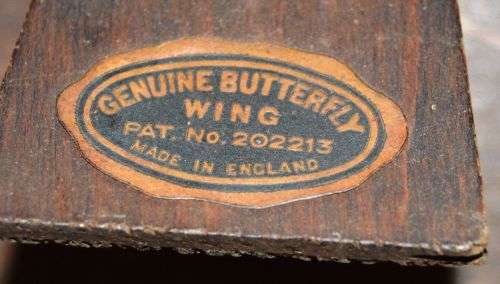 GENUINE BUTTERFLY
WING
PAT. NO. 202213
MADE IN ENGLAND